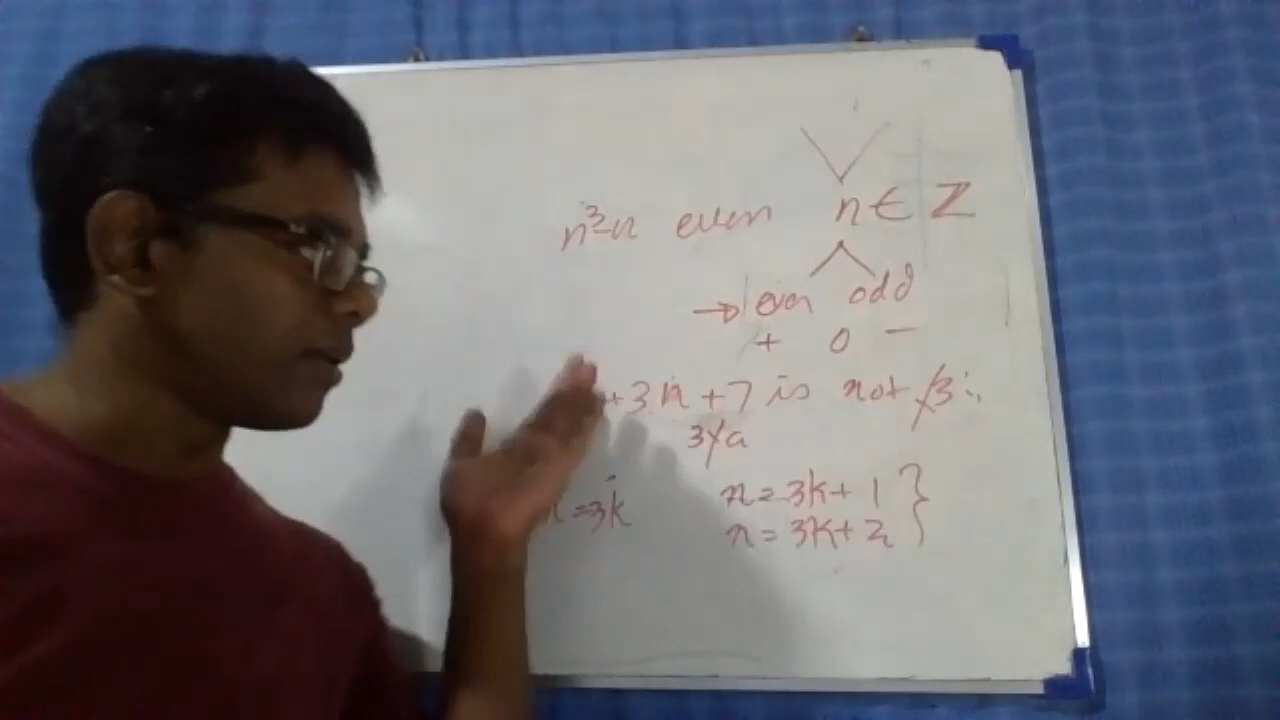 n³-n even n ∈ ℤ
→ even odd
+ 0 −
+3n+7 is not /3
3∤a
n=3k n=3k+1 }
n=3k+2